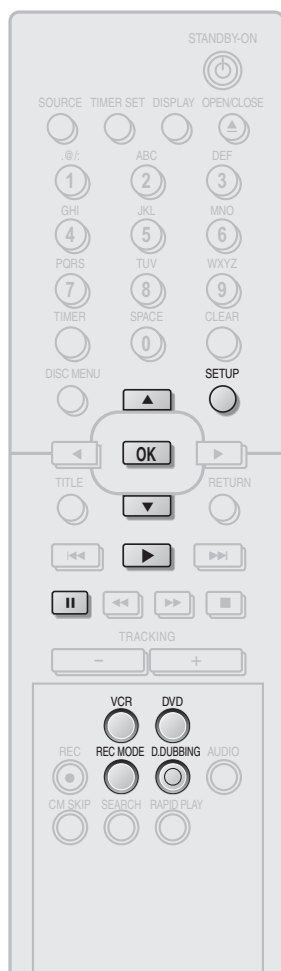 STANDBY-ON
SOURCE TIMER SET DISPLAY OPEN/CLOSE
.@/: ABC DEF
1 2 3
GHI JKL MNO
4 5 6
PQRS TUV WXYZ
7 8 9
TIMER SPACE CLEAR
0
DISC MENU SETUP
OK
TITLE RETURN
TRACKING
− +
VCR DVD
REC REC MODE D.DUBBING AUDIO
CM SKIP SEARCH RAPID PLAY